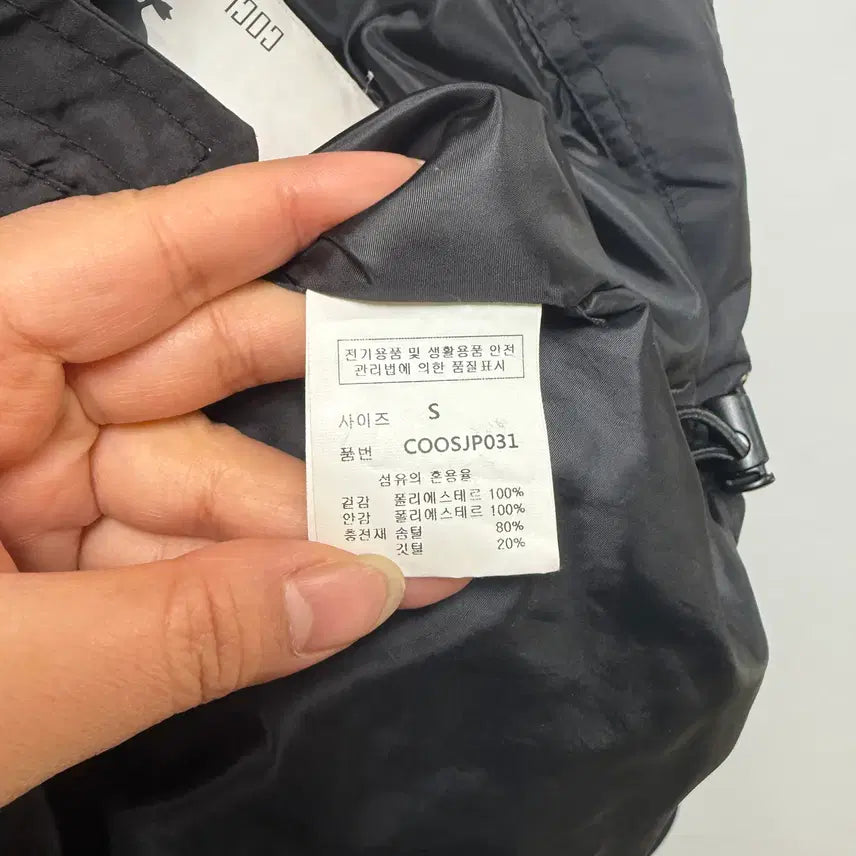 COCI
전기용품 및 생활용품 안전
관리법에 의한 품질표시
사이즈 S
품번 COOSJP031
섬유의 혼용율
겉감 폴리에스테르 100%
안감 폴리에스테르 100%
충전재 솜털 80%
깃털 20%